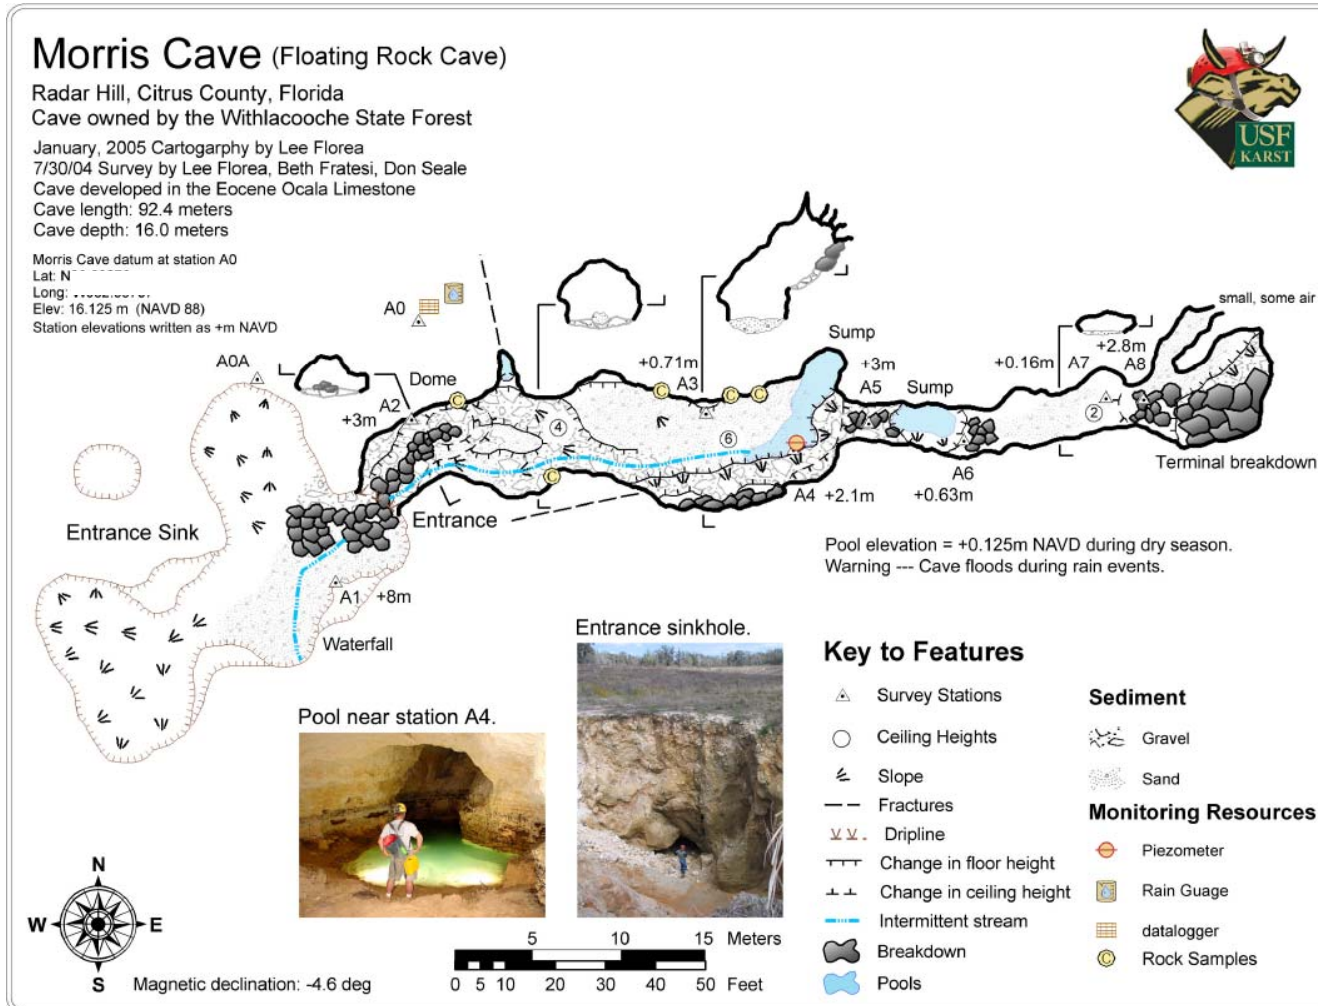 Morris Cave (Floating Rock Cave)
Radar Hill, Citrus County, Florida
Cave owned by the Withlacooche State Forest
January, 2005 Cartogarphy by Lee Florea
7/30/04 Survey by Lee Florea, Beth Fratesi, Don Seale
Cave developed in the Eocene Ocala Limestone
Cave length: 92.4 meters
Cave depth: 16.0 meters
Morris Cave datum at station A0
Lat: N
Long:
Elev: 16.125 m (NAVD 88)
Station elevations written as +m NAVD
USF
KARST
A0
A0A
Dome
A2
+3m
4
+0.71m
A3
6
Sump
+3m
A5
Sump
+0.16m
A7
+2.8m
A8
small, some air
2
Terminal breakdown
A6
+0.63m
A4 +2.1m
Entrance
Entrance Sink
A1 +8m
Waterfall
Pool elevation = +0.125m NAVD during dry season.
Warning --- Cave floods during rain events.
C
C
C
C
C
Entrance sinkhole.
Pool near station A4.
Key to Features
Survey Stations
Ceiling Heights
Slope
Fractures
Dripline
Change in floor height
Change in ceiling height
Intermittent stream
Breakdown
Pools
Sediment
Gravel
Sand
Monitoring Resources
Piezometer
Rain Guage
datalogger
C Rock Samples
N
W E
S
Magnetic declination: -4.6 deg
5 10 15 Meters
0 5 10 20 30 40 50 Feet